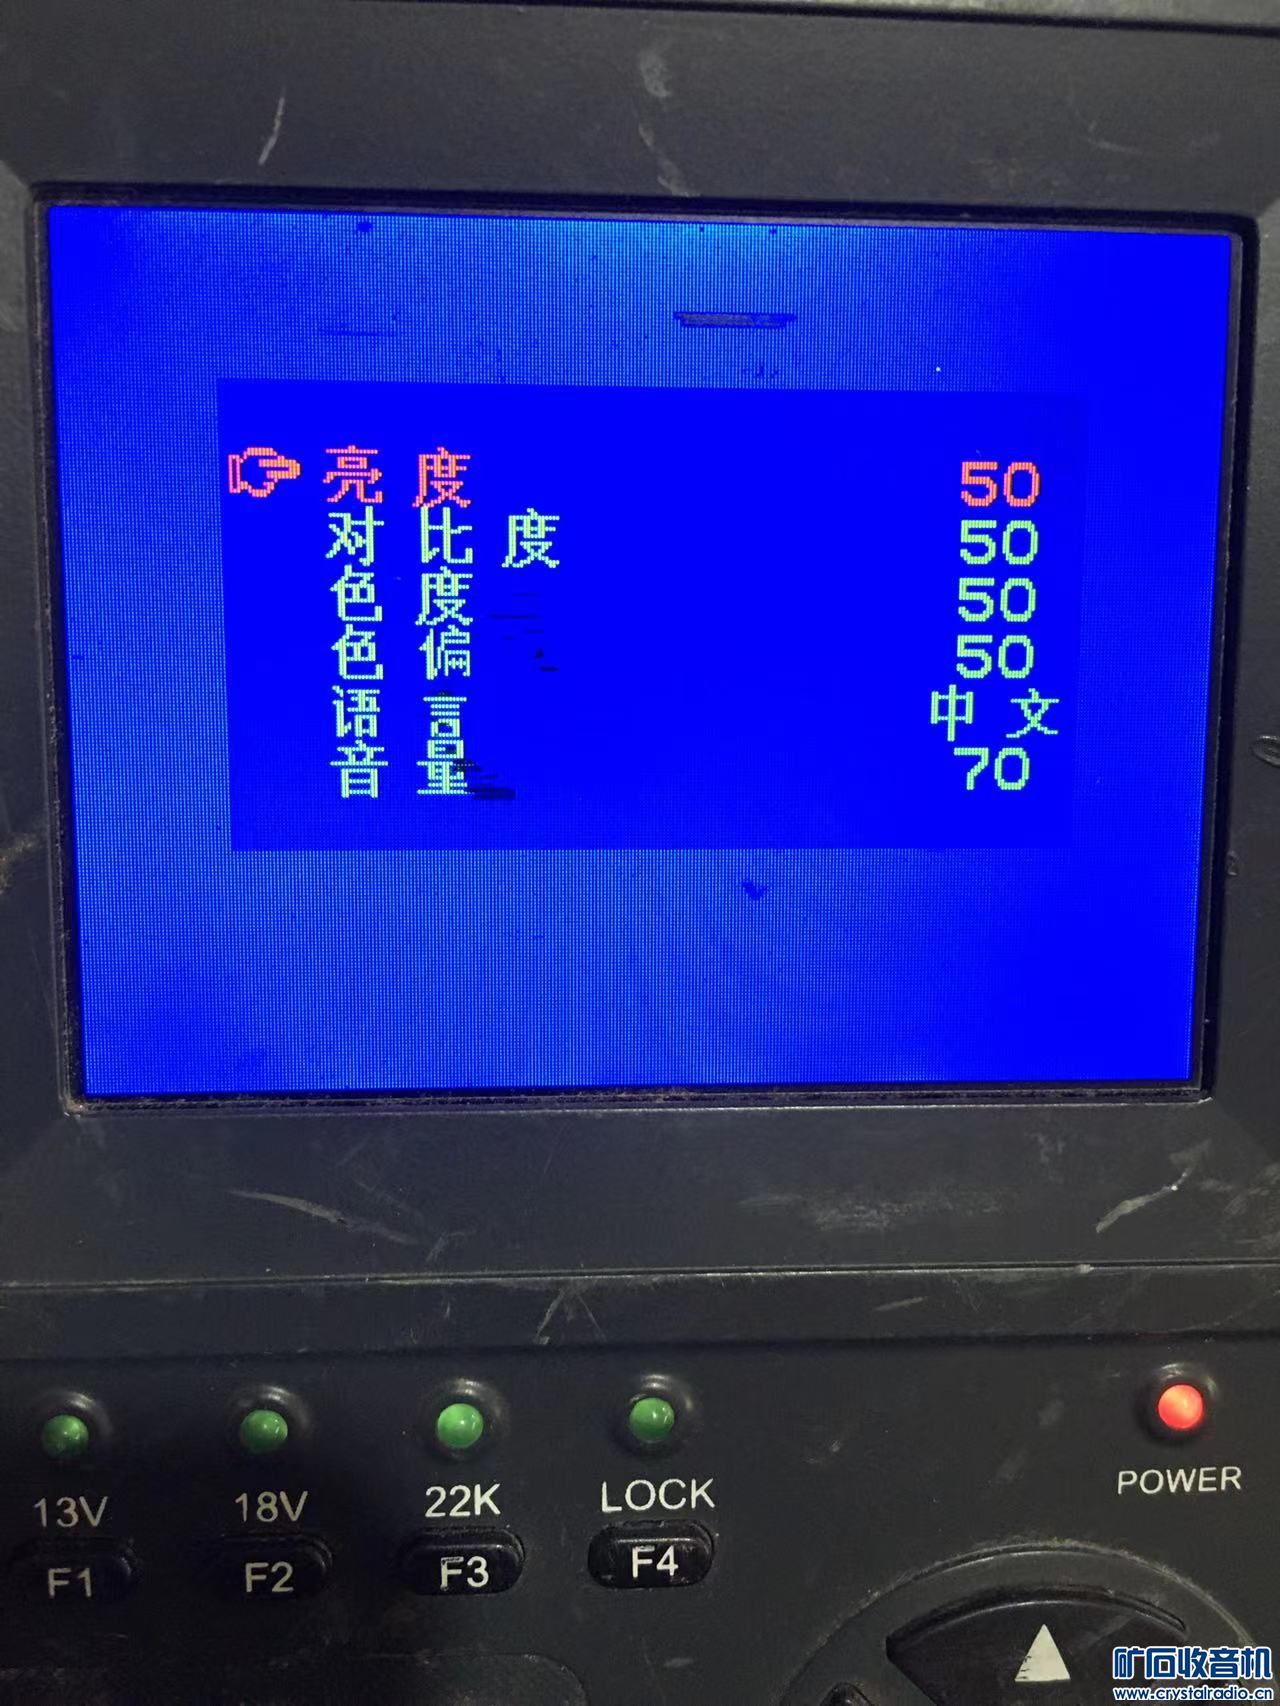 亮度 50
对比度 50
色度 50
色偏 50
语言 中文
音量 70
13V 18V 22K LOCK POWER
F1 F2 F3 F4
矿石收音机
www.crystalradio.cn